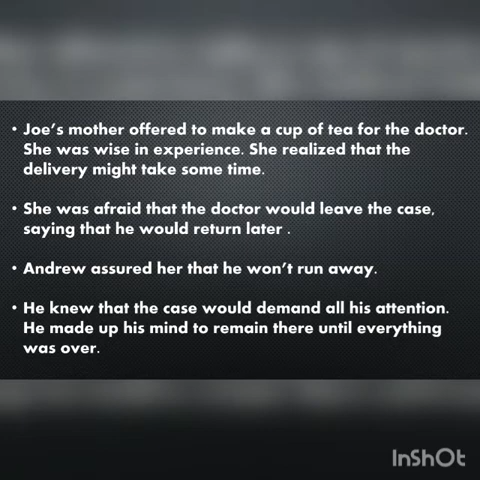 • Joe's mother offered to make a cup of tea for the doctor.
She was wise in experience. She realized that the
delivery might take some time.
• She was afraid that the doctor would leave the case,
saying that he would return later .
• Andrew assured her that he won't run away.
• He knew that the case would demand all his attention.
He made up his mind to remain there until everything
was over.
InShOt